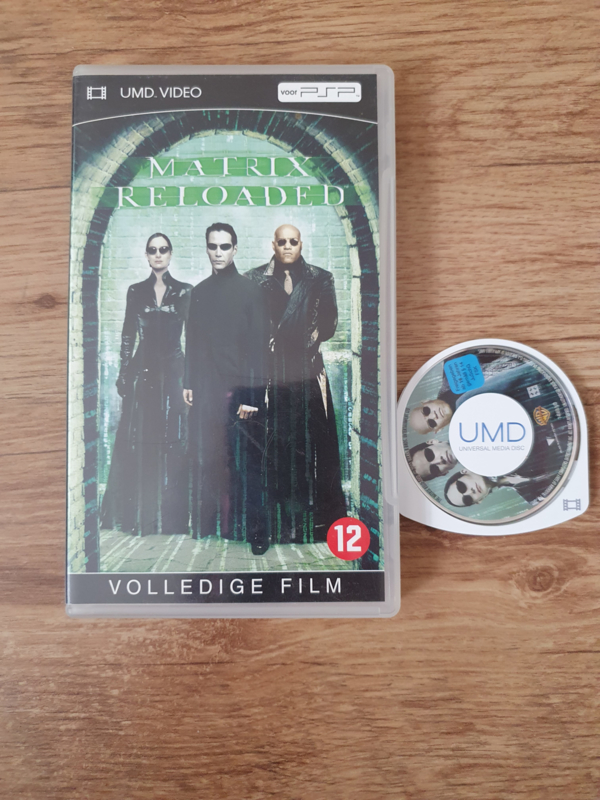 UMD. VIDEO
voor PSP
MATRIX
RELOADED
12
VOLLEDIGE FILM
UMD
UNIVERSAL MEDIA DISC